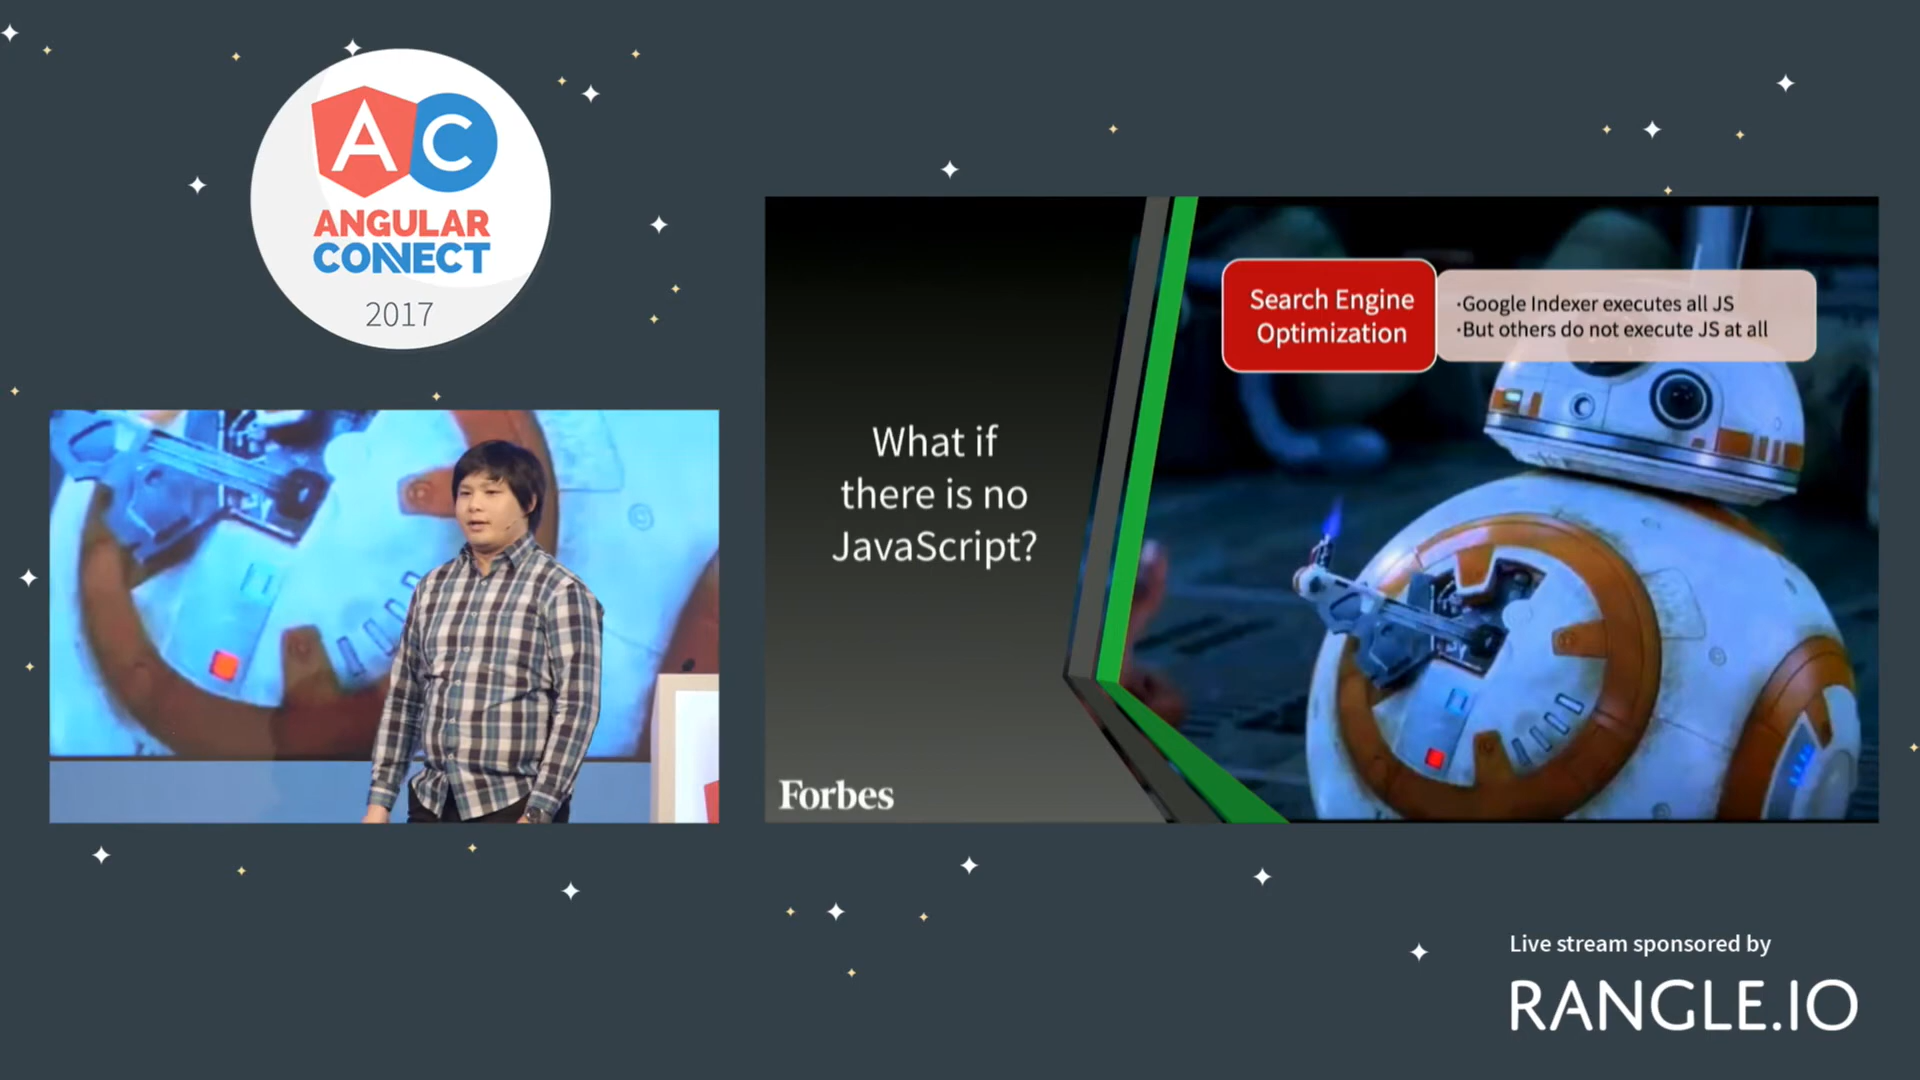 AC
ANGULAR
CONNECT
2017
What if
there is no
JavaScript?
Forbes
Search Engine
Optimization
·Google Indexer executes all JS
·But others do not execute JS at all
Live stream sponsored by
RANGLE.IO